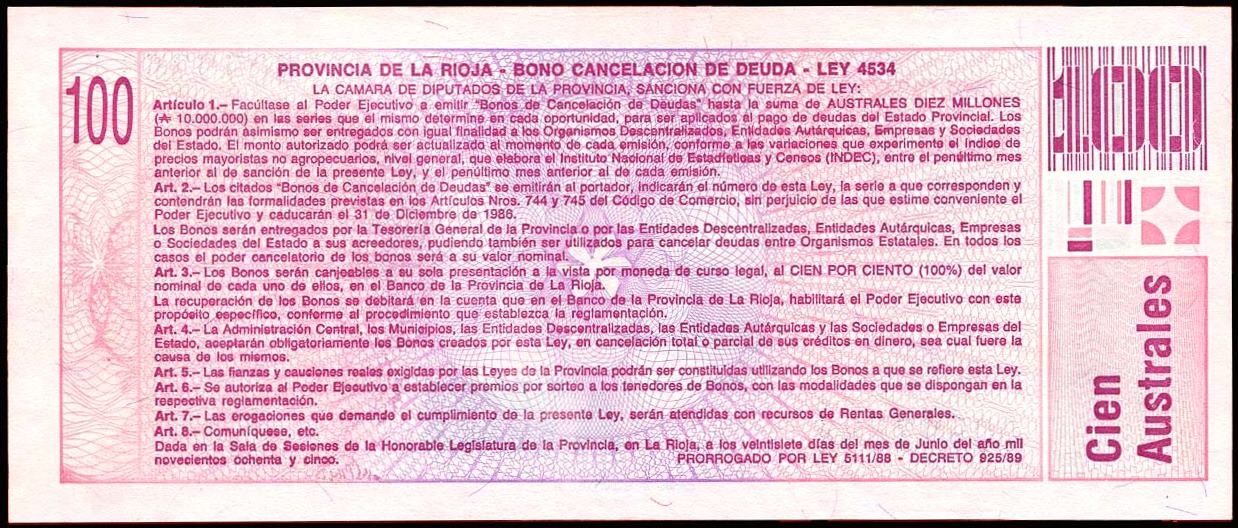 100
PROVINCIA DE LA RIOJA - BONO CANCELACION DE DEUDA - LEY 4534
LA CAMARA DE DIPUTADOS DE LA PROVINCIA, SANCIONA CON FUERZA DE LEY:
Artículo 1.– Facúltase al Poder Ejecutivo a emitir "Bonos de Cancelación de Deudas" hasta la suma de AUSTRALES DIEZ MILLONES
(₳ 10.000.000) en las series que el mismo determine en cada oportunidad, para ser aplicados al pago de deudas del Estado Provincial. Los
Bonos podrán asimismo ser entregados con igual finalidad a los Organismos Descentralizados, Entidades Autárquicas, Empresas y Sociedades
del Estado. El monto autorizado podrá ser actualizado al momento de cada emisión, conforme a las variaciones que experimente el índice de
precios mayoristas no agropecuarios, nivel general, que elabora el Instituto Nacional de Estadísticas y Censos (INDEC), entre el penúltimo mes
anterior al de sanción de la presente Ley, y el penúltimo mes anterior al de cada emisión.
Art. 2.– Los citados "Bonos de Cancelación de Deudas" se emitirán al portador, indicarán el número de esta Ley, la serie a que corresponden y
contendrán las formalidades previstas en los Artículos Nros. 744 y 745 del Código de Comercio, sin perjuicio de las que estime conveniente el
Poder Ejecutivo y caducarán el 31 de Diciembre de 1986.
Los Bonos serán entregados por la Tesorería General de la Provincia o por las Entidades Descentralizadas, Entidades Autárquicas, Empresas
o Sociedades del Estado a sus acreedores, pudiendo también ser utilizados para cancelar deudas entre Organismos Estatales. En todos los
casos el poder cancelatorio de los bonos será a su valor nominal.
Art. 3.– Los Bonos serán canjeables a su sola presentación a la vista por moneda de curso legal, al CIEN POR CIENTO (100%) del valor
nominal de cada uno de ellos, en el Banco de la Provincia de La Rioja.
La recuperación de los Bonos se debitará en la cuenta que en el Banco de la Provincia de La Rioja, habilitará el Poder Ejecutivo con este
propósito específico, conforme al procedimiento que establezca la reglamentación.
Art. 4.– La Administración Central, los Municipios, las Entidades Descentralizadas, las Entidades Autárquicas y las Sociedades o Empresas del
Estado, aceptarán obligatoriamente los Bonos creados por esta Ley, en cancelación total o parcial de sus créditos en dinero, sea cual fuere la
causa de los mismos.
Art. 5.– Las fianzas y cauciones reales exigidas por las Leyes de la Provincia podrán ser constituidas utilizando los Bonos a que se refiere esta Ley.
Art. 6.– Se autoriza al Poder Ejecutivo a establecer premios por sorteo a los tenedores de Bonos, con las modalidades que se dispongan en la
respectiva reglamentación.
Art. 7.– Las erogaciones que demande el cumplimiento de la presente Ley, serán atendidas con recursos de Rentas Generales.
Art. 8.– Comuníquese, etc.
Dada en la Sala de Sesiones de la Honorable Legislatura de la Provincia, en La Rioja, a los veintisiete días del mes de Junio del año mil
novecientos ochenta y cinco. PRORROGADO POR LEY 5111/88 - DECRETO 925/89
100
Cien
Australes